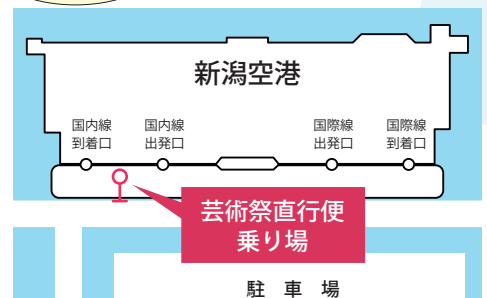 新潟空港
国内線
到着口
国内線
出発口
国際線
出発口
国際線
到着口
芸術祭直行便
乗り場
駐車場